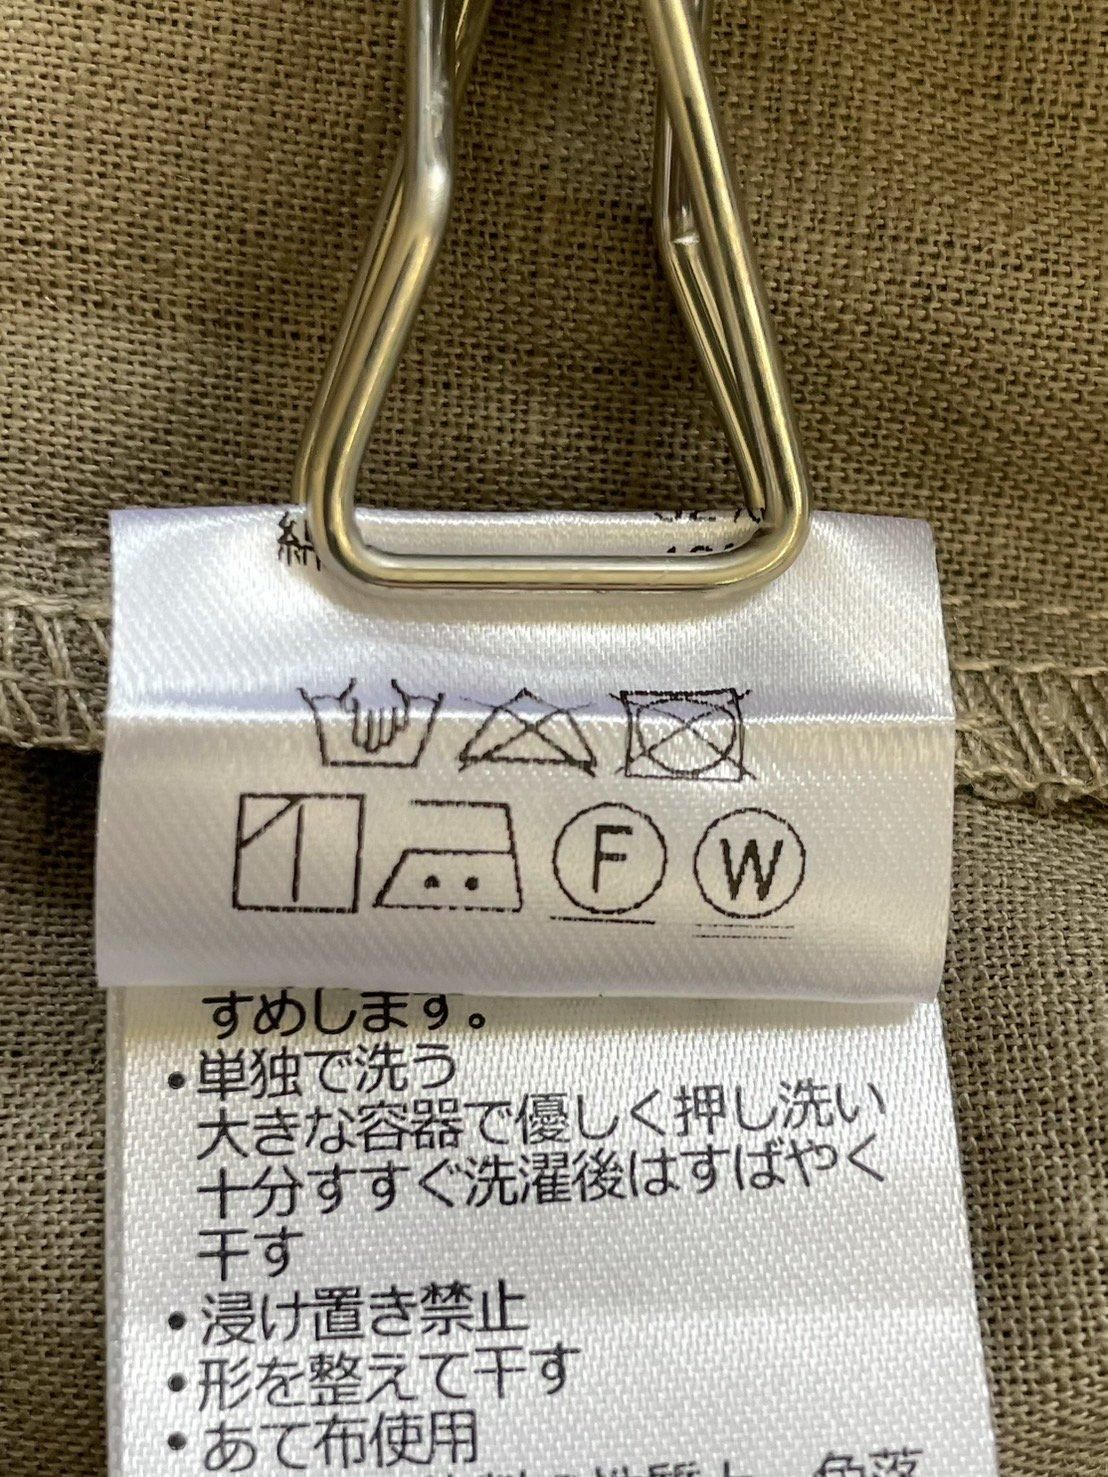 F W
すめします。
•単独で洗う
大きな容器で優しく押し洗い
十分すすぐ洗濯後はすばやく
干す
•浸け置き禁止
•形を整えて干す
•あて布使用